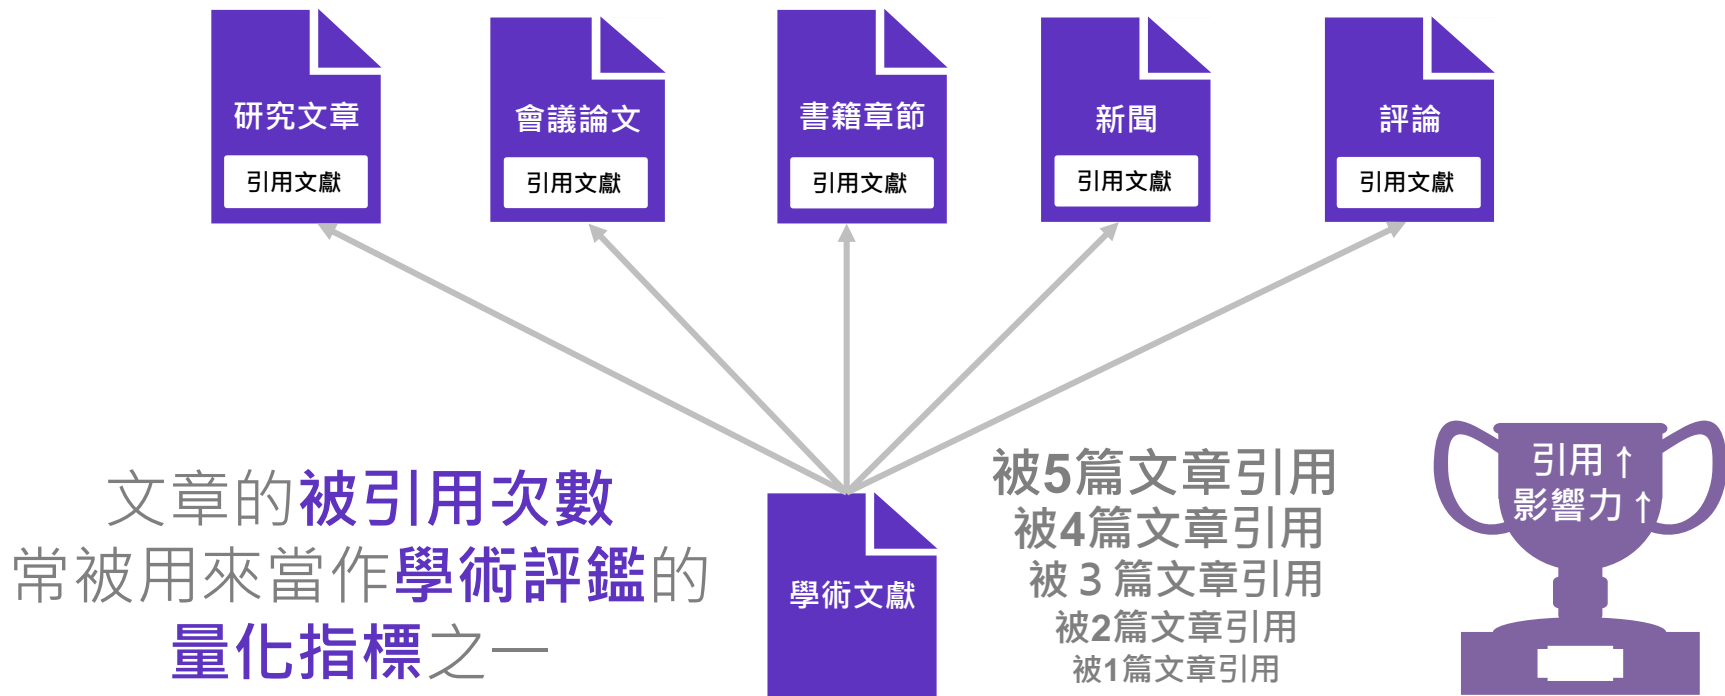 研究文章
引用文獻
會議論文
引用文獻
書籍章節
引用文獻
新聞
引用文獻
評論
引用文獻
文章的被引用次數
常被用來當作學術評鑑的
量化指標之一
學術文獻
被5篇文章引用
被4篇文章引用
被 3 篇文章引用
被2篇文章引用
被1篇文章引用
引用↑
影響力↑